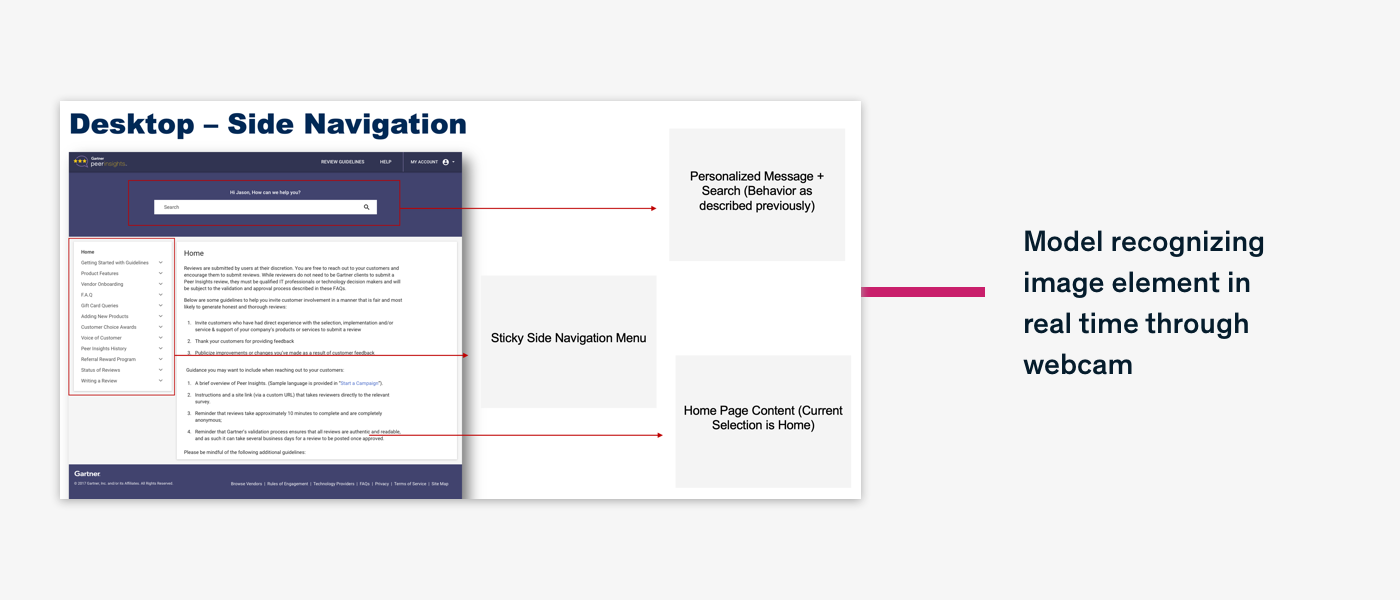 Desktop – Side Navigation
Gartner
peerinsights™
REVIEW GUIDELINES
HELP
MY ACCOUNT
Hi Jason, How can we help you?
Search
Home
Getting Started with Guidelines
Product Features
Vendor Onboarding
F.A.Q
Gift Card Queries
Adding New Products
Customer Choice Awards
Voice of Customer
Peer Insights History
Referral Reward Program
Status of Reviews
Writing a Review
Home
Reviews are submitted by users at their discretion. You are free to reach out to your customers and
encourage them to submit reviews. While reviewers do not need to be Gartner clients to submit a
Peer Insights review, they must be qualified IT professionals or technology decision makers and will
be subject to the validation and approval process described in these FAQs.
Below are some guidelines to help you invite customer involvement in a manner that is fair and most
likely to generate honest and thorough reviews:
1. Invite customers who have had direct experience with the selection, implementation and/or
service & support of your company's products or services to submit a review
2. Thank your customers for providing feedback
3. Publicize improvements or changes you've made as a result of customer feedback
Guidance you may want to include when reaching out to your customers:
1. A brief overview of Peer Insights. (Sample language is provided in "Start a Campaign").
2. Instructions and a site link (via a custom URL) that takes reviewers directly to the relevant
survey.
3. Reminder that reviews take approximately 10 minutes to complete and are completely
anonymous.
4. Reminder that Gartner's validation process ensures that all reviews are authentic and readable,
and as such it can take several business days for a review to be posted once approved.
Please be mindful of the following additional guidelines:
Gartner
© 2017 Gartner, Inc. and/or its Affiliates. All Rights Reserved.
Browse Vendors | Rules of Engagement | Technology Providers | FAQs | Privacy | Terms of Service | Site Map
Personalized Message +
Search (Behavior as
described previously)
Sticky Side Navigation Menu
Home Page Content (Current
Selection is Home)
Model recognizing
image element in
real time through
webcam